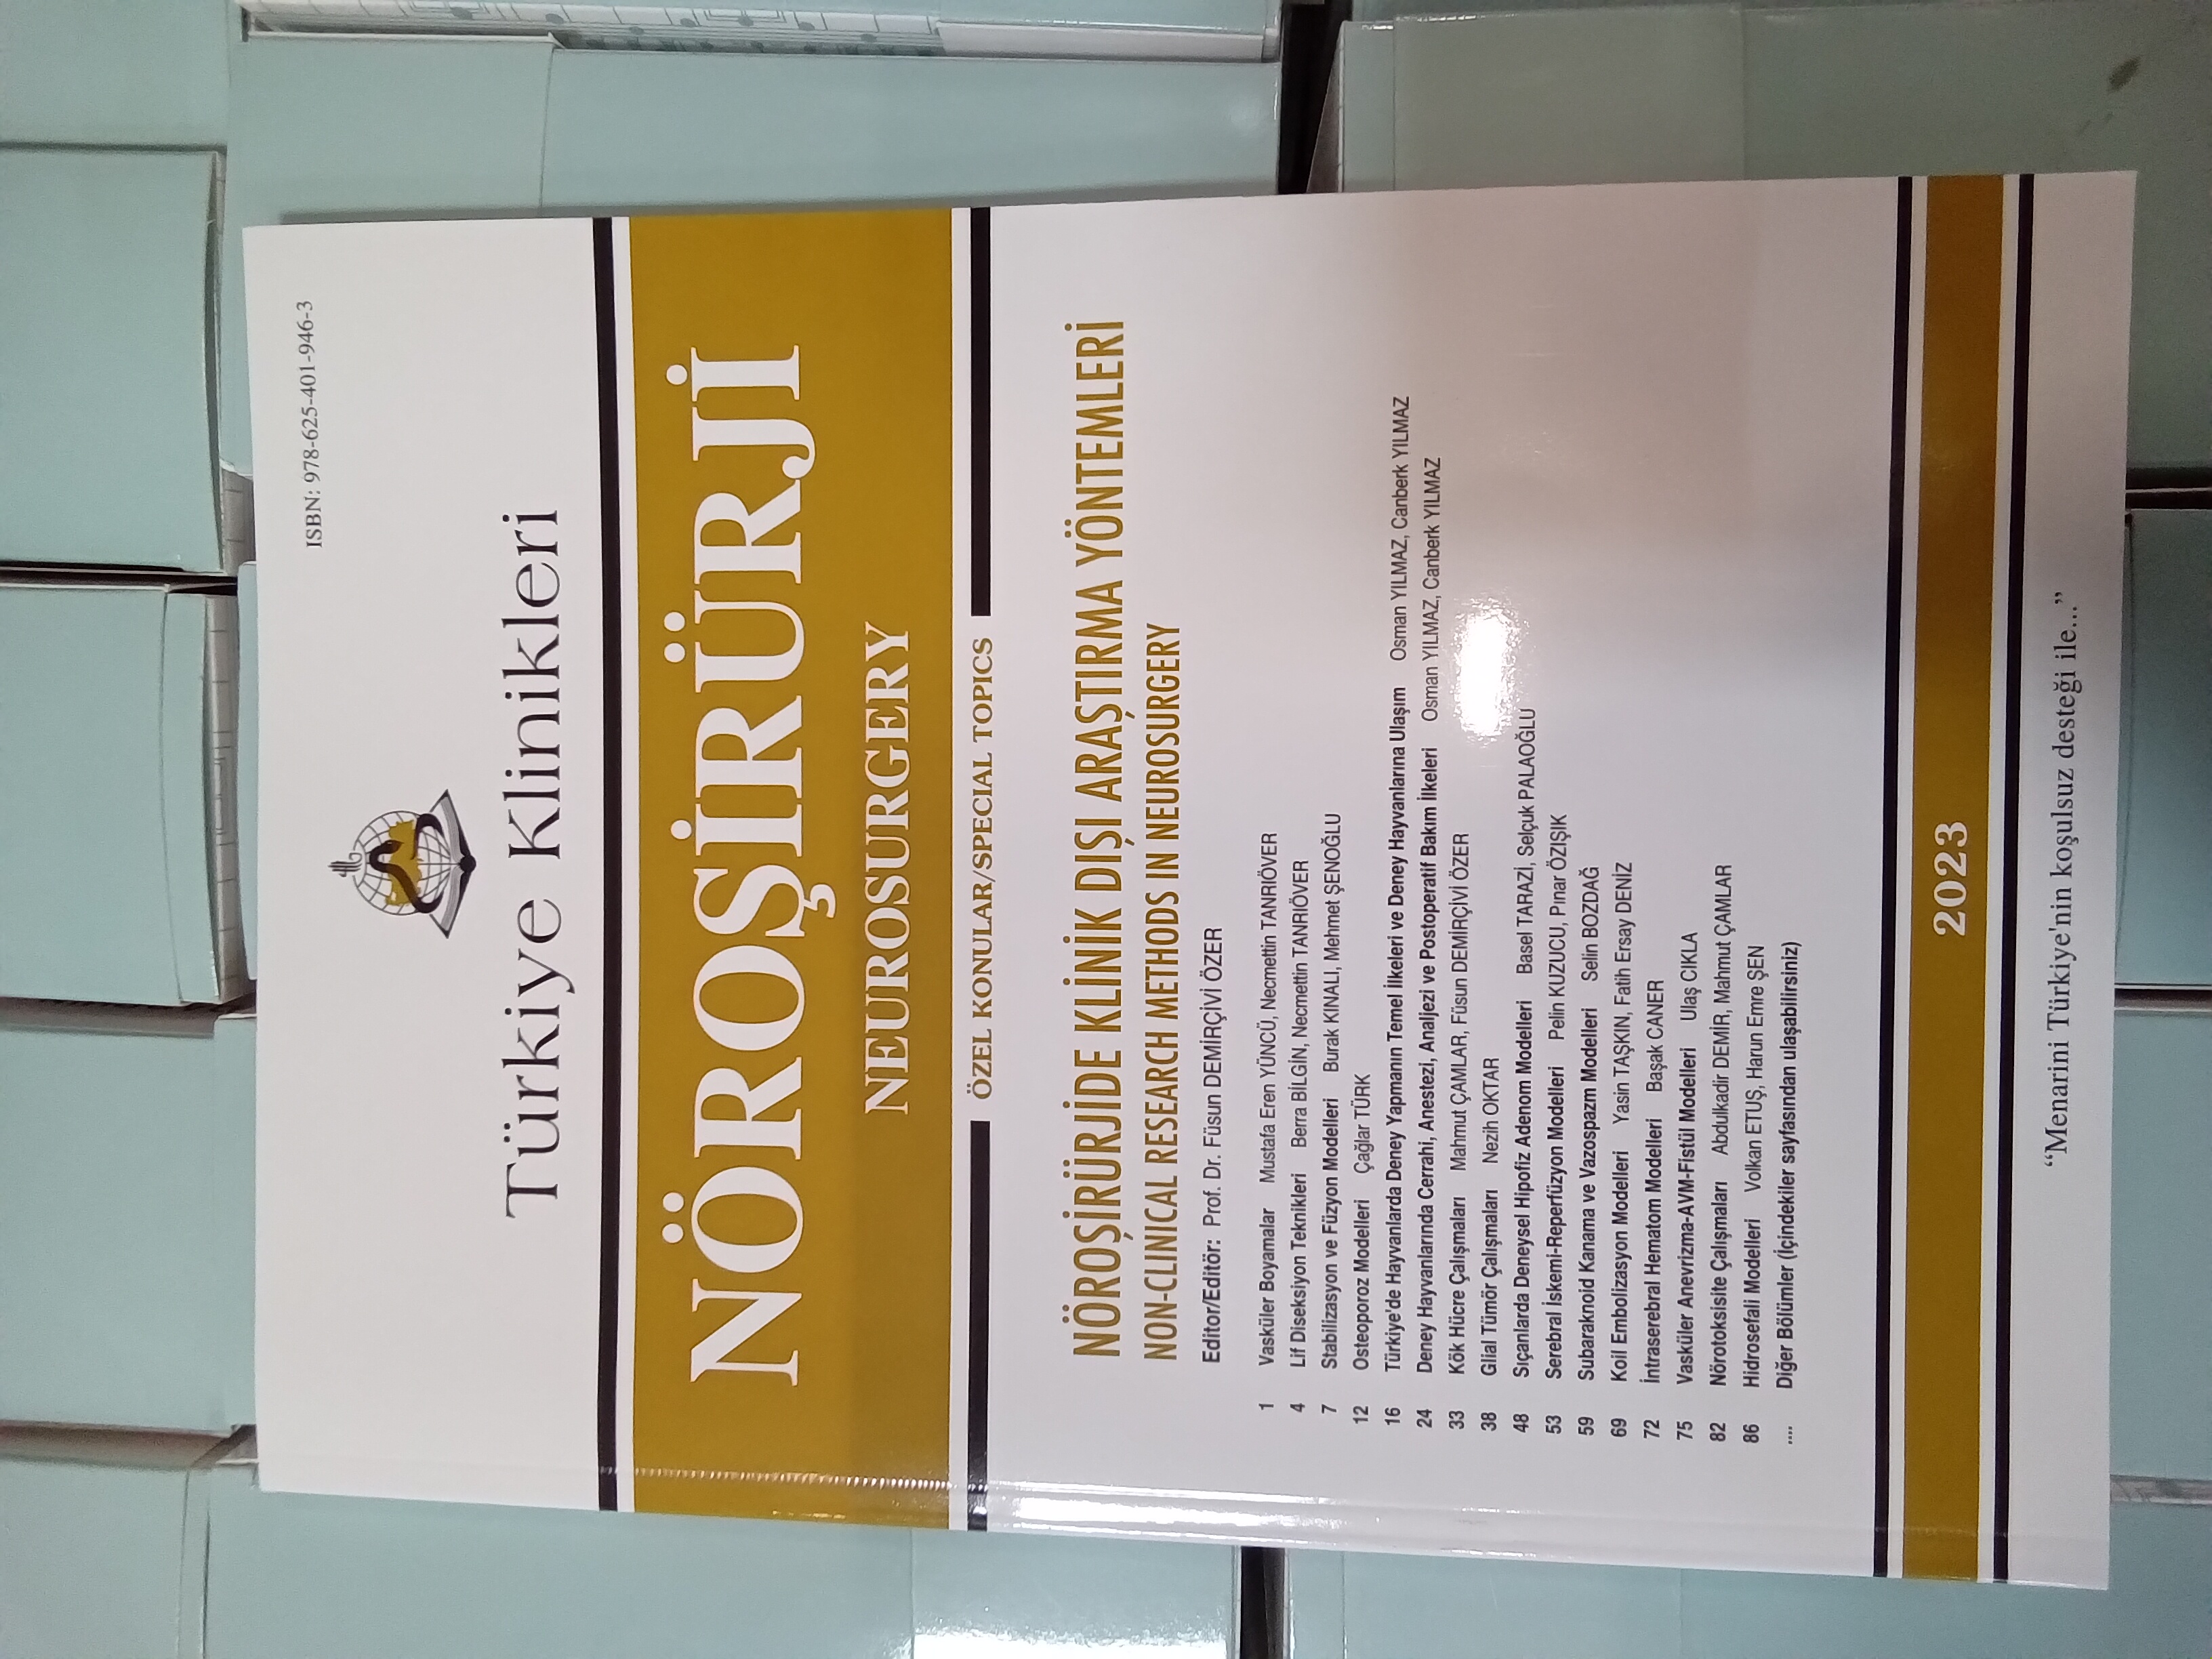 ISBN: 978-625-401-946-3
Türkiye Klinikleri
NÖROŞİRÜRJİ
NEUROSURGERY
ÖZEL KONULAR/SPECIAL TOPICS
NÖROŞİRÜRJİDE KLİNİK DIŞI ARAŞTIRMA YÖNTEMLERİ
NON-CLINICAL RESEARCH METHODS IN NEUROSURGERY
Editor/Editör: Prof. Dr. Füsun DEMİRÇİVİ ÖZER
1 Vasküler Boyamalar Mustafa Eren YÜNCÜ, Necmettin TANRIÖVER
4 Lif Diseksiyon Teknikleri Berra BİLGİN, Necmettin TANRIÖVER
7 Stabilizasyon ve Füzyon Modelleri Burak KINALI, Mehmet ŞENOĞLU
12 Osteoporoz Modelleri Çağlar TÜRK
16 Türkiye'de Hayvanlarda Deney Yapmanın Temel İlkeleri ve Deney Hayvanlarına Ulaşım Osman YILMAZ, Canberk YILMAZ
24 Deney Hayvanlarında Cerrahi, Anestezi, Analjezi ve Postoperatif Bakım İlkeleri Osman YILMAZ, Canberk YILMAZ
33 Kök Hücre Çalışmaları Mahmut ÇAMLAR, Füsun DEMİRÇİVİ ÖZER
38 Glial Tümör Çalışmaları Nezih OKTAR
48 Sıçanlarda Deneysel Hipofiz Adenom Modelleri Basel TARAZİ, Selçuk PALAOĞLU
53 Serebral İskemi-Reperfüzyon Modelleri Pelin KUZUCU, Pınar ÖZIŞIK
59 Subaraknoid Kanama ve Vazospazm Modelleri Selin BOZDAĞ
69 Koil Embolizasyon Modelleri Yasin TAŞKIN, Fatih Ersay DENİZ
72 İntraserebral Hematom Modelleri Başak CANER
75 Vasküler Anevrizma-AVM-Fistül Modelleri Ulaş CIKLA
82 Nörotoksisite Çalışmaları Abdulkadir DEMİR, Mahmut ÇAMLAR
86 Hidrosefali Modelleri Volkan ETUŞ, Harun Emre ŞEN
.... Diğer Bölümler (İçindekiler sayfasından ulaşabilirsiniz)
2023
“Menarini Türkiye'nin koşulsuz desteği ile... ”